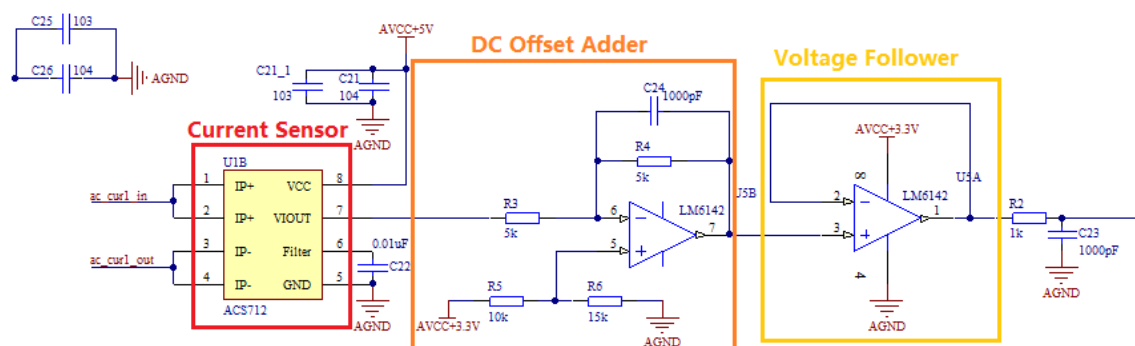 C25 103
C26 104
AGND
AVCC+5V
C21_1
103
C21
104
AGND
DC Offset Adder
Voltage Follower
C24
1000pF
R4
5k
Current Sensor
U1B
ac_cur1_in
ac_cur1_out
1 IP+ VCC 8
2 IP+ VIOUT 7
3 IP- Filter 6
4 IP- GND 5
ACS712
0.01uF
C22
AGND
R3
5k
6
5
7
LM6142
U5B
R5
10k
R6
15k
AVCC+3.3V
AGND
AVCC+3.3V
8
2
3
1
4
LM6142
U5A
AGND
R2
1k
C23
1000pF
AGND